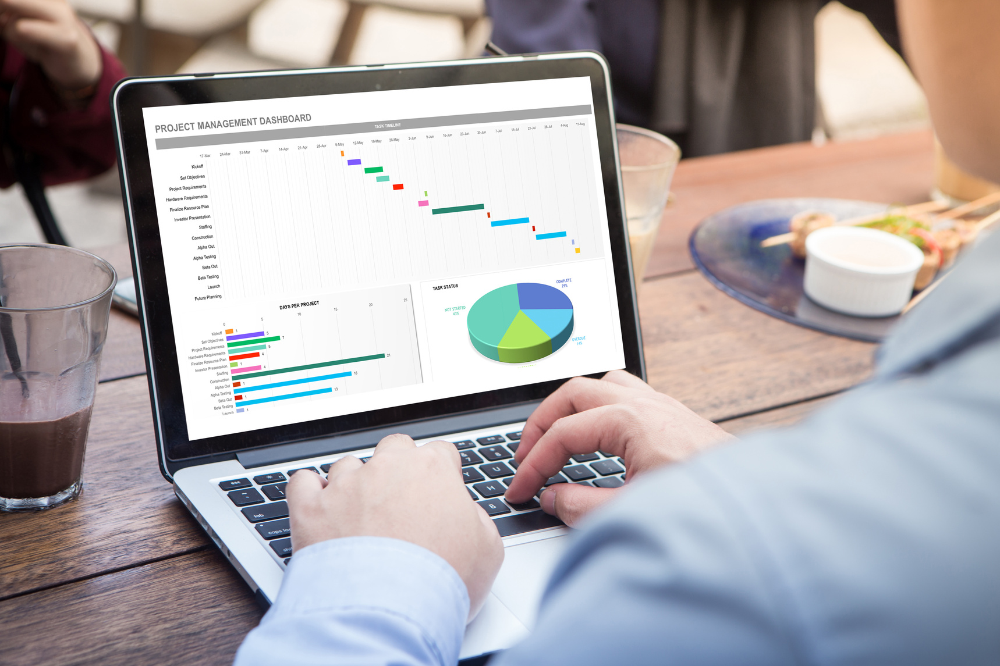 PROJECT MANAGEMENT DASHBOARD
TASK TIMELINE
17-Mar 24-Mar 31-Mar 7-Apr 14-Apr 21-Apr 28-Apr 5-May 12-May 19-May 26-May 2-Jun 9-Jun 16-Jun 23-Jun 30-Jun 7-Jul 14-Jul 21-Jul 28-Jul 4-Aug 11-Aug
Kickoff
Set Objectives
Project Requirements
Hardware Requirements
Finalize Resource Plan
Investor Presentation
Staffing
Construction
Alpha Out
Alpha Testing
Beta Out
Beta Testing
Launch
Future Planning
DAYS PER PROJECT
0 5 10 15 20 25
Kickoff 1
Set Objectives 5
Project Requirements 7
Hardware Requirements 5
Finalize Resource Plan 4
Investor Presentation 1
Staffing 4
Construction 21
Alpha Out 1
Alpha Testing 16
Beta Out 1
Beta Testing 13
Launch 1
TASK STATUS
COMPLETE
29%
NOT STARTED
43%
OVERDUE
14%
esc
tab
caps loc
shi
7 8
Y U
H L
B